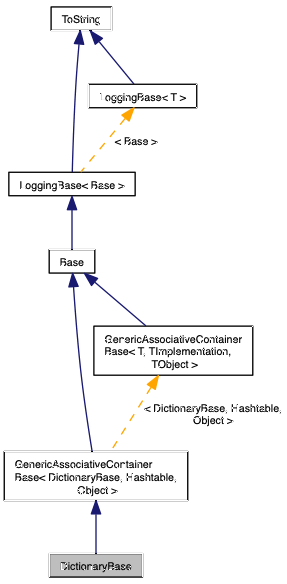 ToString
LoggingBase< T >
< Base >
LoggingBase< Base >
Base
GenericAssociativeContainer
Base< T, TImplementation,
TObject >
< DictionaryBase, Hashtable,
Object >
GenericAssociativeContainer
Base< DictionaryBase, Hashtable,
Object >
DictionaryBase